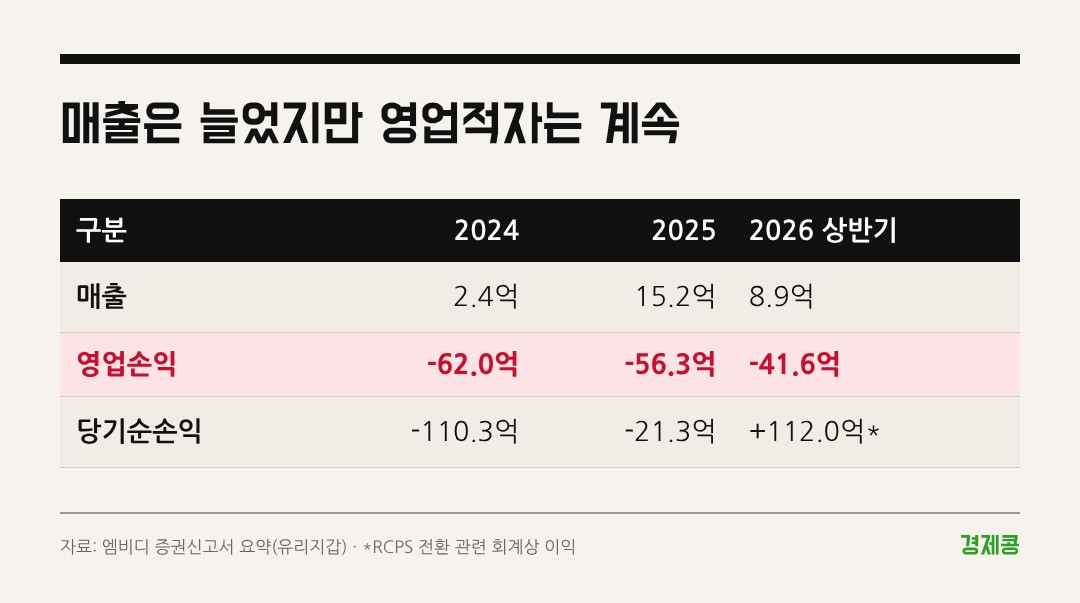 매출은 늘었지만 영업적자는 계속
구분 2024 2025 2026 상반기
매출 2.4억 15.2억 8.9억
영업손익 -62.0억 -56.3억 -41.6억
당기순손익 -110.3억 -21.3억 +112.0억*
자료: 엠비디 증권신고서 요약(유리지갑) · *RCPS 전환 관련 회계상 이익
경제콩